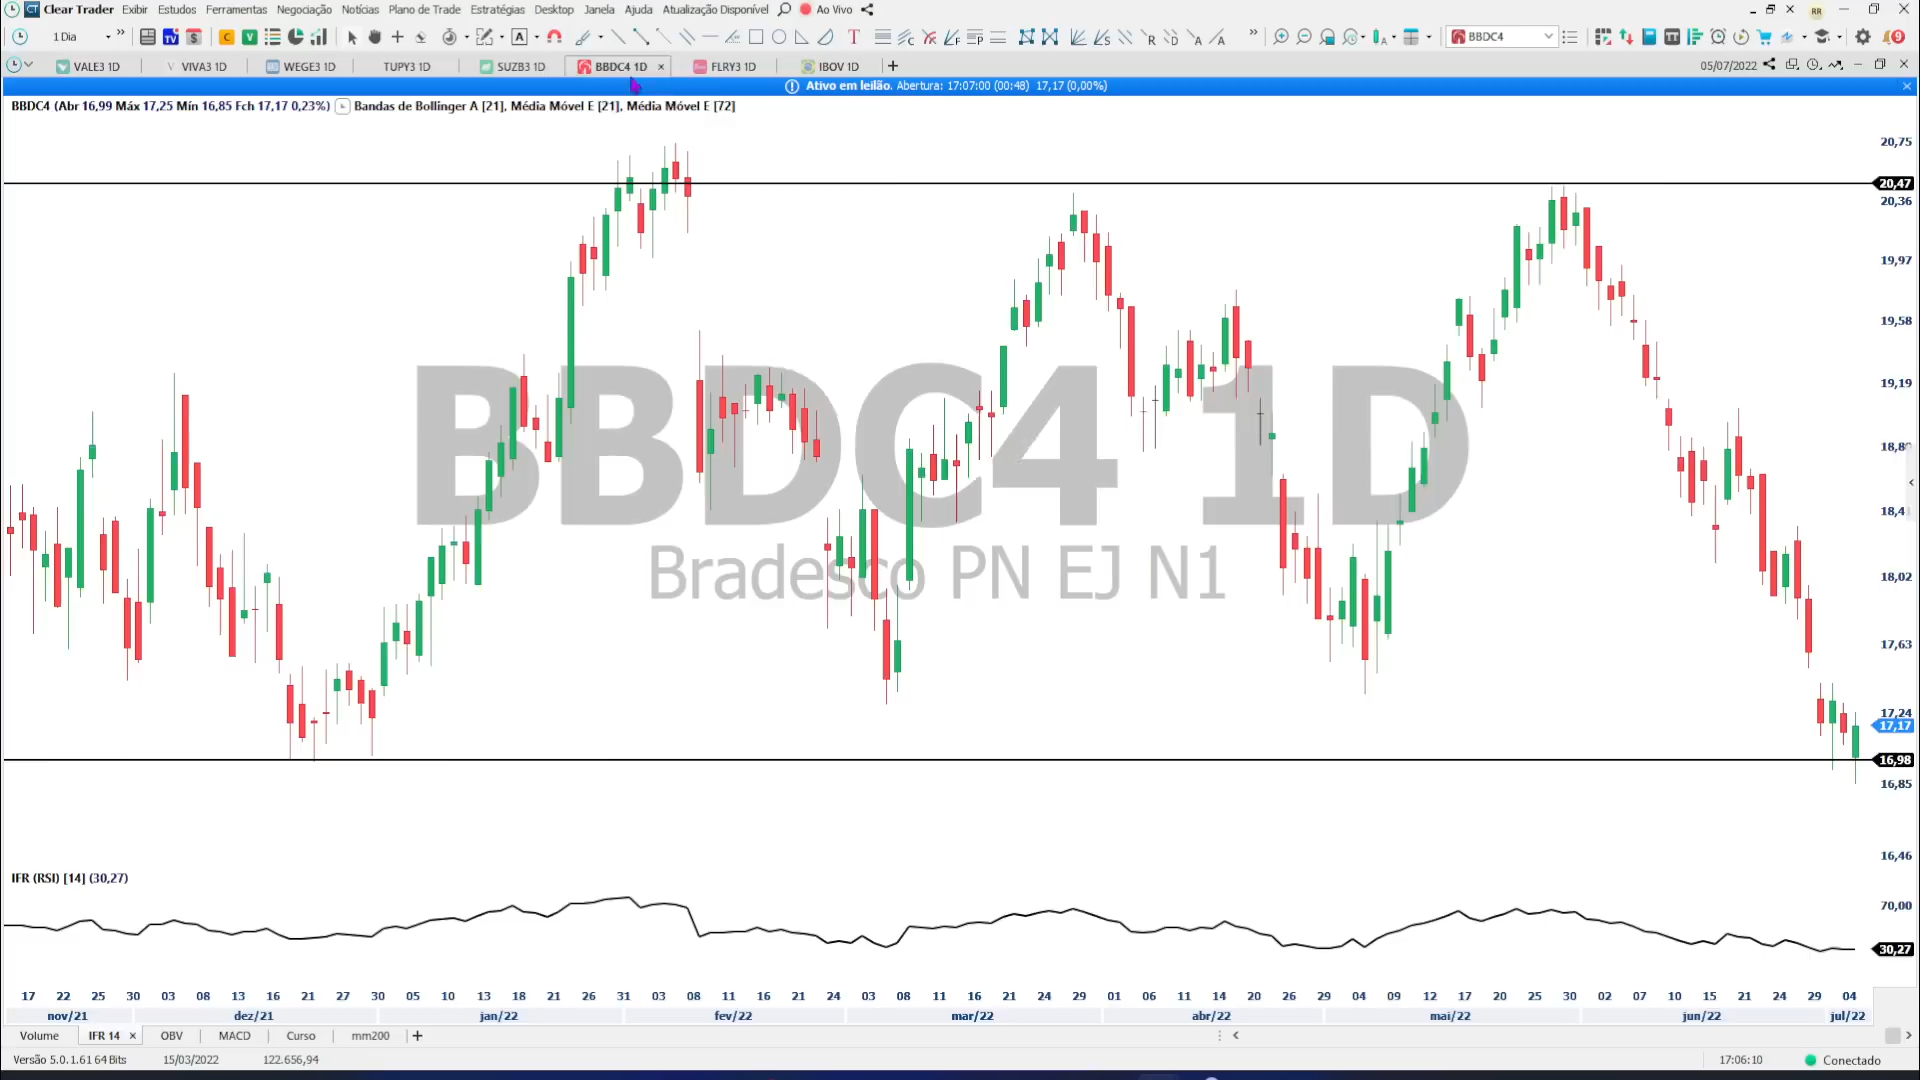 Clear Trader Exibir Estudos Ferramentas Negociação Notícias Plano de Trade Estratégias Desktop Janela Ajuda Atualização Disponível Ao Vivo RR
1 Dia BBDC4 9
VALE3 1D VIVA3 1D WEGE3 1D TUPY3 1D SUZB3 1D BBDC4 1D FLRY3 1D IBOV 1D 05/07/2022
Ativo em leilão. Abertura: 17:07:00 (00:48) 17,17 (0,00%)
BBDC4 (Abr 16,99 Máx 17,25 Mín 16,85 Fch 17,17 0,23%) Bandas de Bollinger A [21], Média Móvel E [21], Média Móvel E [72]
20,75
20,47
20,36
19,97
19,58
19,19
18,41
18,02
17,63
17,24
17,17
16,98
16,85
16,46
BBDC4 1D
Bradesco PN EJ N1
IFR (RSI) [14] (30,27)
70,00
30,27
17 22 25 30 03 08 13 16 21 27 30 05 10 13 18 21 26 31 03 08 11 16 21 24 03 08 11 16 21 24 29 01 06 11 14 20 26 29 04 09 12 17 20 25 30 02 07 10 15 21 24 29 04
nov/21 dez/21 jan/22 fev/22 mar/22 abr/22 mai/22 jun/22 jul/22
Volume IFR 14 OBV MACD Curso mm200
Versão 5.0.1.61 64 Bits 15/03/2022 122.656,94 17:06:10 Conectado